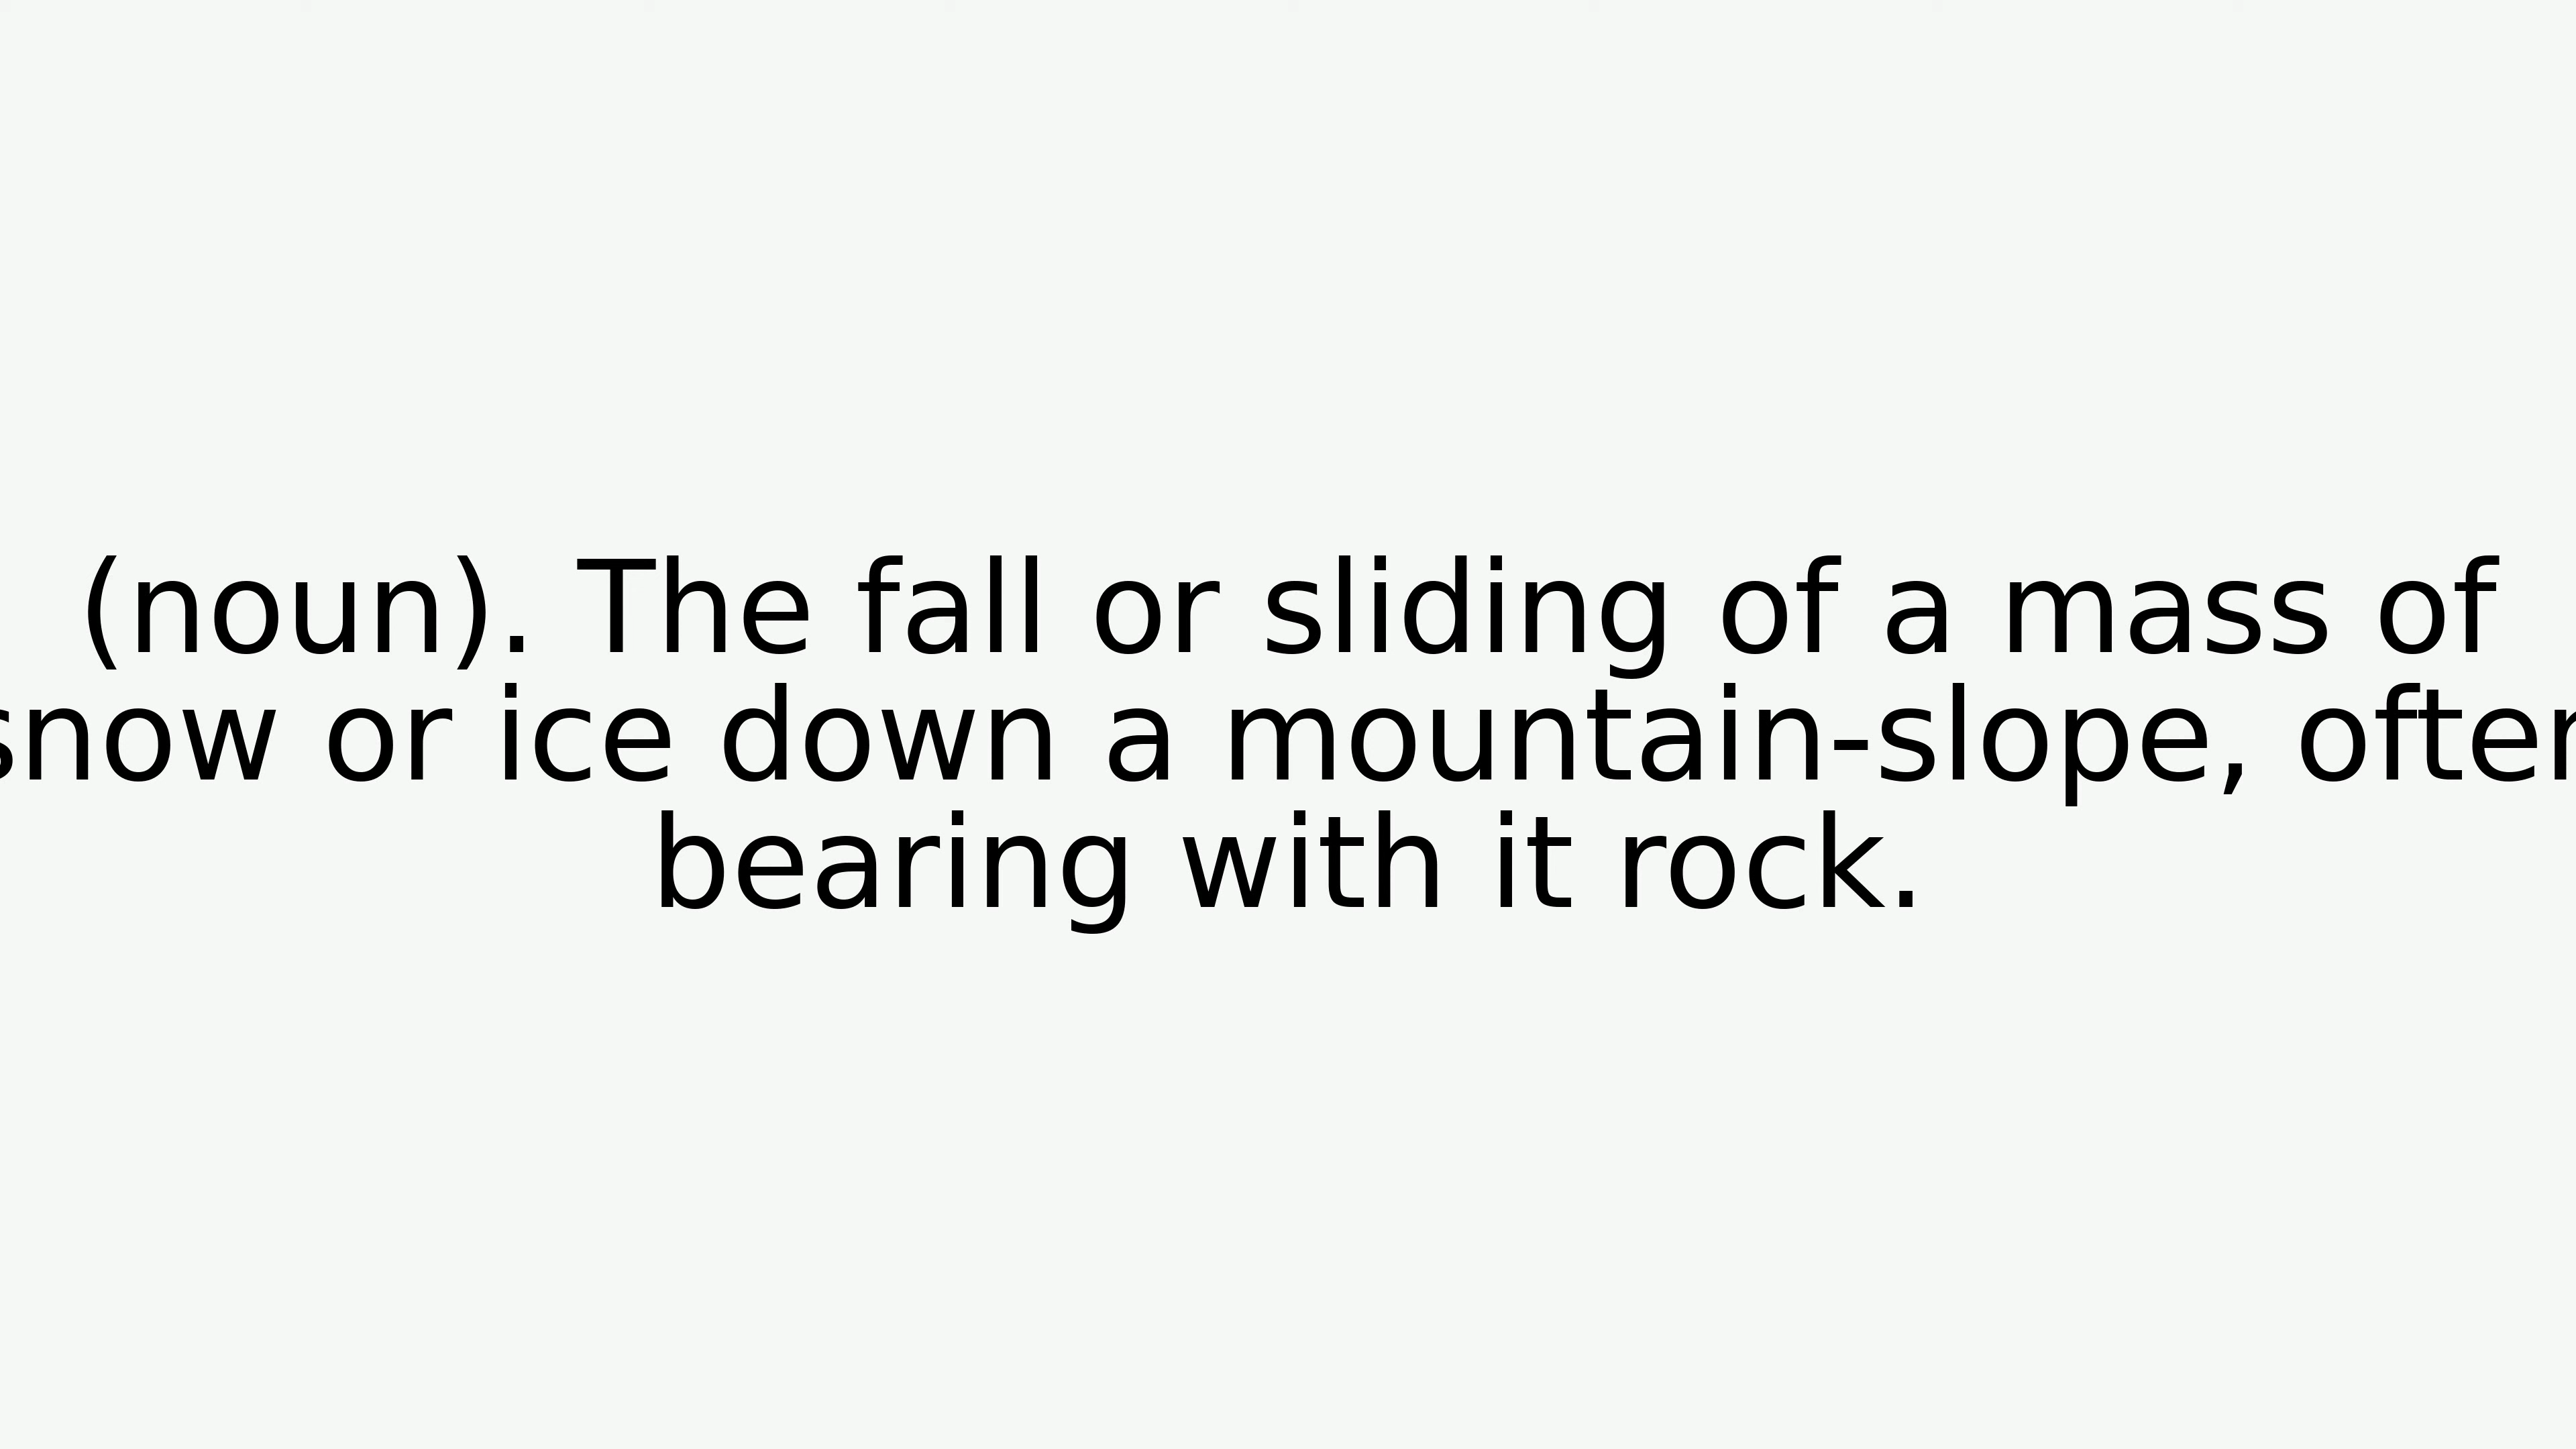 (noun). The fall or sliding of a mass of
snow or ice down a mountain-slope, often
bearing with it rock.